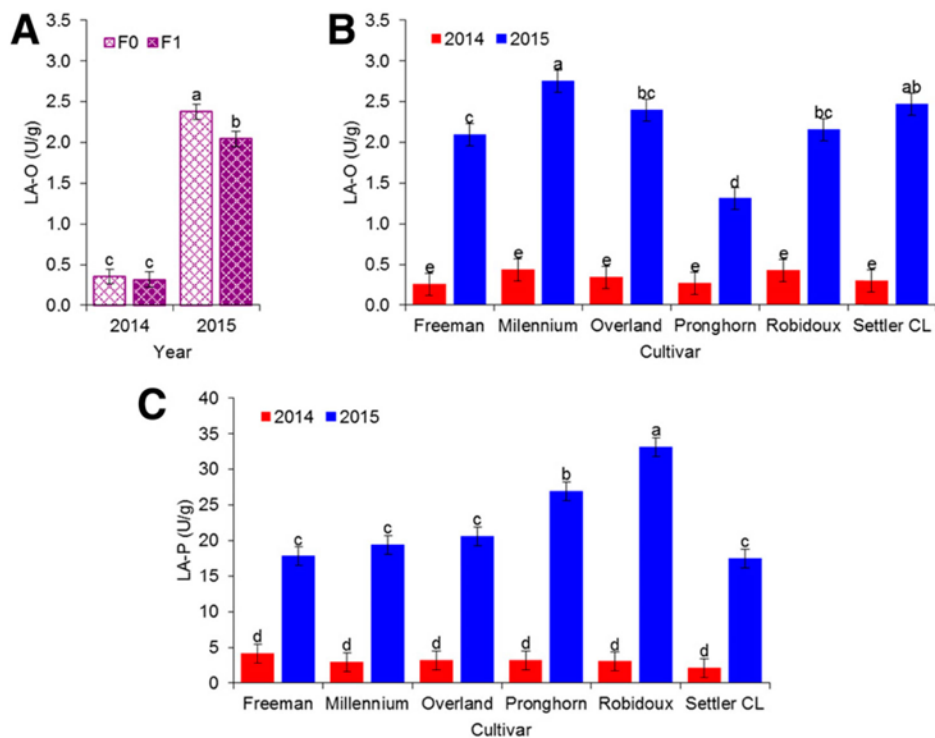 A
F0 F1
LA-O (U/g)
3.5
3.0
2.5
2.0
1.5
1.0
0.5
0.0
c c a b
2014 2015
Year
B
2014 2015
LA-O (U/g)
3.5
3.0
2.5
2.0
1.5
1.0
0.5
0.0
e c e a e bc e d e bc e ab
Freeman Milennium Overland Pronghorn Robidoux Settler CL
Cultivar
C
2014 2015
LA-P (U/g)
40
35
30
25
20
15
10
5
0
d c d c d c d b d a d c
Freeman Millennium Overland Pronghorn Robidoux Settler CL
Cultivar